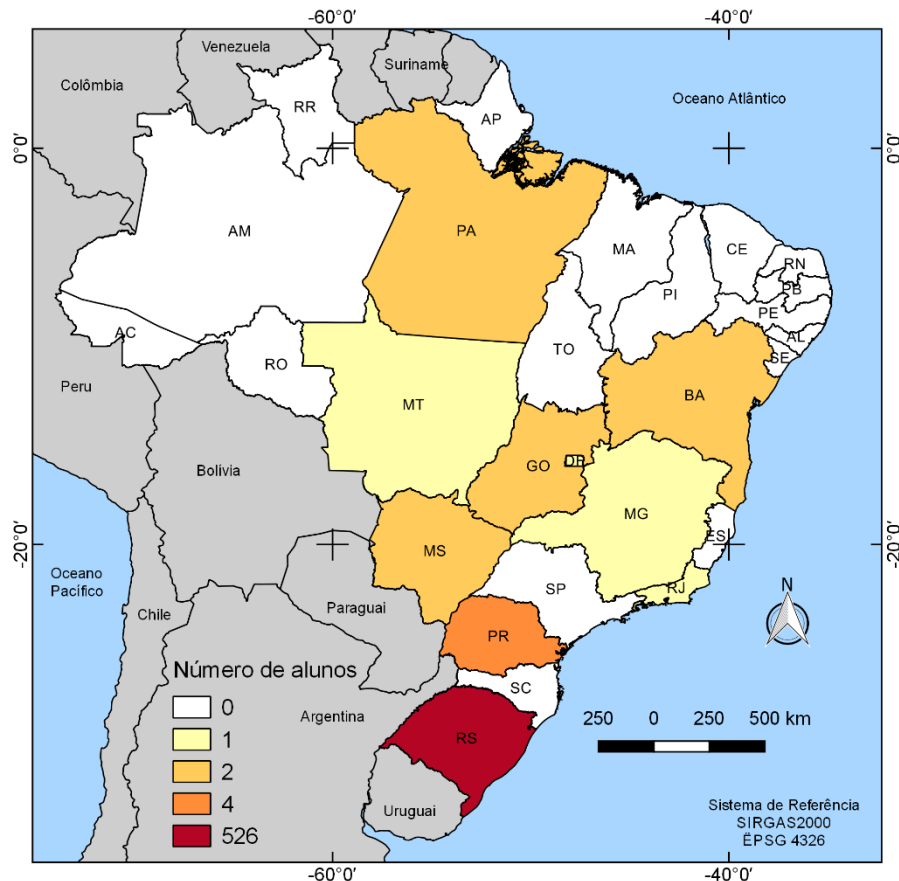 -60°0′
-40°0′
Venezuela
Suriname
Colômbia
Oceano Atlântico
RR
AP
0°0′
0°0′
AM
PA
MA
CE
RN
PB
PI
PE
AC
AL
TO
SE
RO
Peru
MT
BA
Bolívia
GO
DF
MG
-20°0′
-20°0′
ES
MS
Oceano
Pacífico
SP
RJ
N
Chile
Paraguai
PR
Número de alunos
SC
0
Argentina
250 0 250 500 km
1
RS
2
4
Uruguai
526
Sistema de Referência
SIRGAS2000
ËPSG 4326
-60°0′
-40°0′